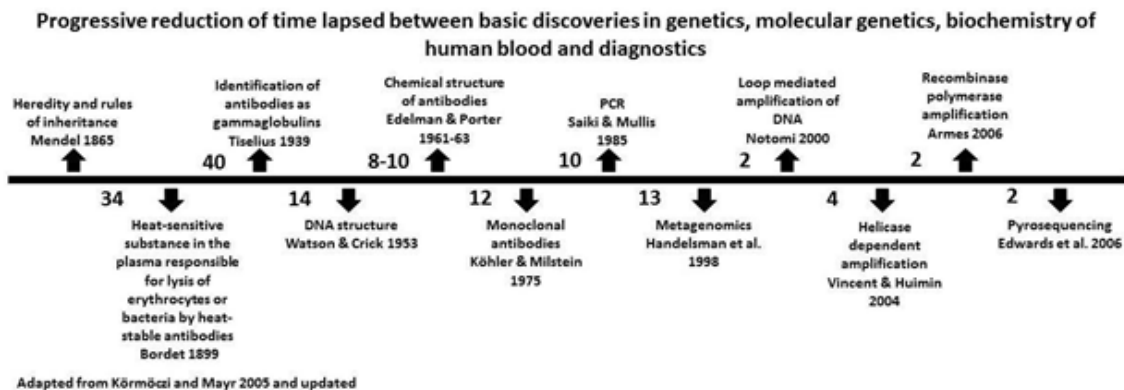 Progressive reduction of time lapsed between basic discoveries in genetics, molecular genetics, biochemistry of
human blood and diagnostics
Heredity and rules
of inheritance
Mendel 1865
34
Heat-sensitive
substance in the
plasma responsible
for lysis of
erythrocytes or
bacteria by heat-
stable antibodies
Bordet 1899
40
Identification of
antibodies as
gammaglobulins
Tiselius 1939
14
DNA structure
Watson & Crick 1953
8-10
Chemical structure
of antibodies
Edelman & Porter
1961-63
12
Monoclonal
antibodies
Köhler & Milstein
1975
10
PCR
Saiki & Mullis
1985
13
Metagenomics
Handelsman et al.
1998
2
Loop mediated
amplification of
DNA
Notomi 2000
4
Helicase
dependent
amplification
Vincent & Huimin
2004
2
Recombinase
polymerase
amplification
Armes 2006
2
Pyrosequencing
Edwards et al. 2006
Adapted from Körmöczi and Mayr 2005 and updated